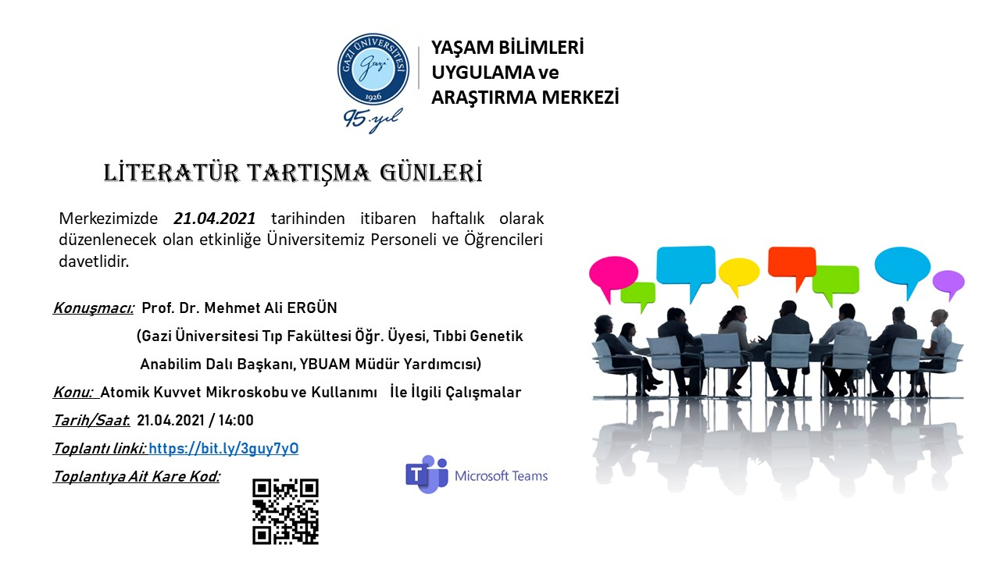 GAZİ ÜNİVERSİTESİ
Gazi
1926
95.yıl
YAŞAM BİLİMLERİ
UYGULAMA ve
ARAŞTIRMA MERKEZİ
LİTERATÜR TARTIŞMA GÜNLERİ
Merkezimizde 21.04.2021 tarihinden itibaren haftalık olarak
düzenlenecek olan etkinliğe Üniversitemiz Personeli ve Öğrencileri
davetlidir.
Konuşmacı: Prof. Dr. Mehmet Ali ERGÜN
(Gazi Üniversitesi Tıp Fakültesi Öğr. Üyesi, Tıbbi Genetik
Anabilim Dalı Başkanı, YBUAM Müdür Yardımcısı)
Konu: Atomik Kuvvet Mikroskobu ve Kullanımı İle İlgili Çalışmalar
Tarih/Saat: 21.04.2021 / 14:00
Toplantı linki: https://bit.ly/3guy7yO
Toplantıya Ait Kare Kod:
T Microsoft Teams